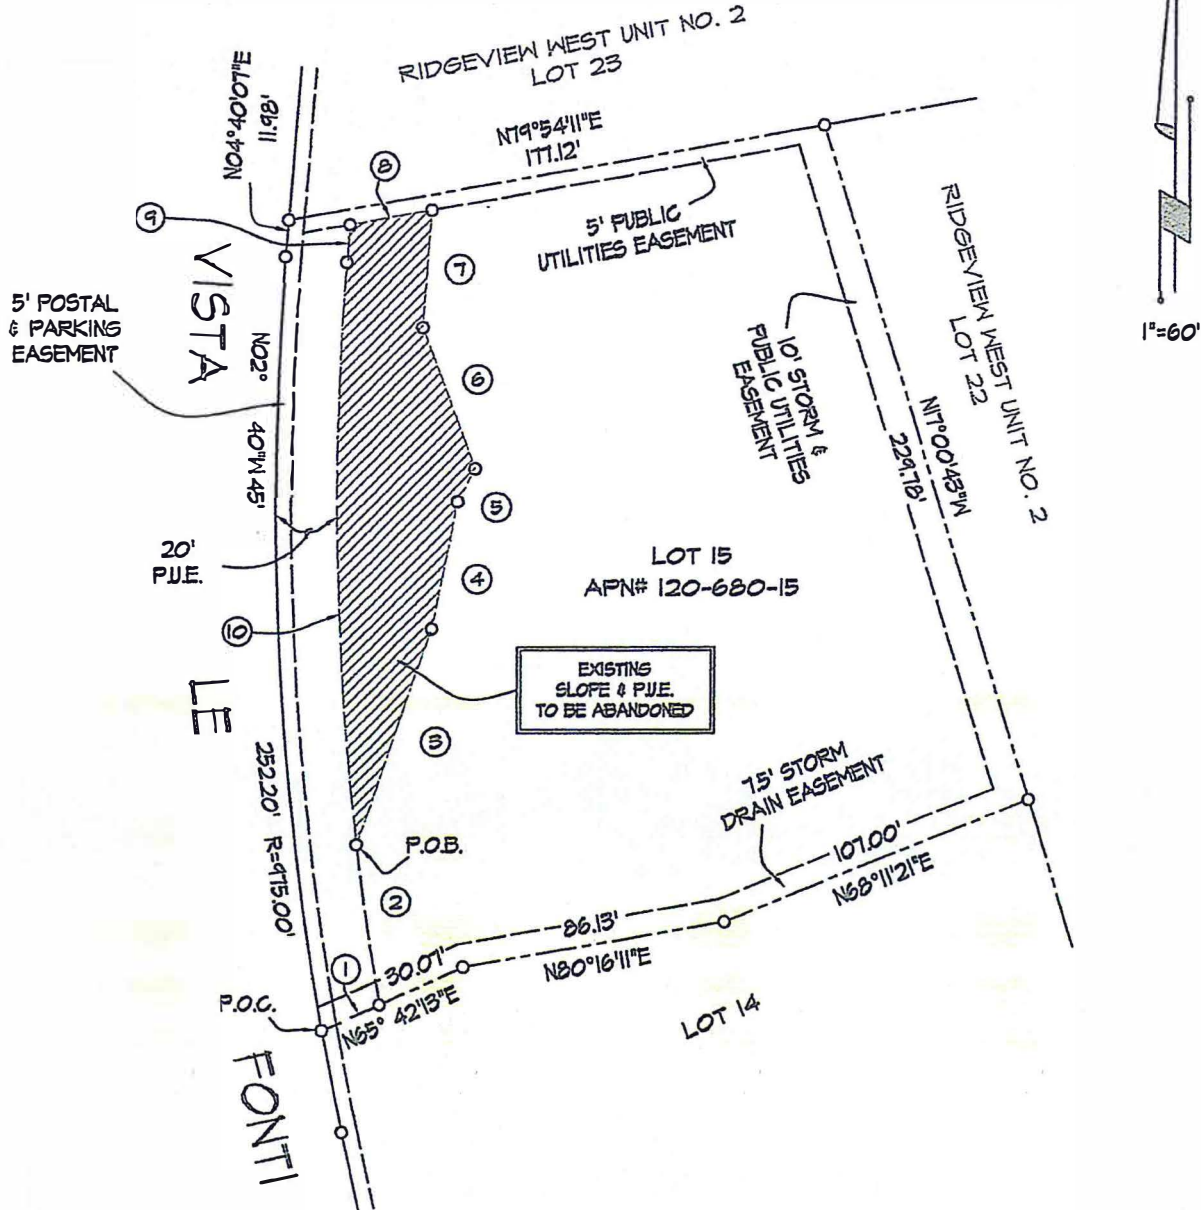 RIDGEVIEW WEST UNIT NO. 2
LOT 23
N04°04'07"E
11.98'
N79°54'11"E
177.12'
8
9
5' PUBLIC
UTILITIES EASEMENT
7
VISTA
5' POSTAL
& PARKING
EASEMENT
1"=60'
RIDGEVIEW WEST UNIT NO. 2
LOT 22
10' STORM &
PUBLIC UTILITIES
EASEMENT
N02°
40"W 45'
6
N17°00'48"W
229.78'
5
20'
P.U.E.
LOT 15
APN# 120-680-15
4
10
EXISTING
SLOPE & P.U.E.
TO BE ABANDONED
LE
3
252.20' R=975.00'
7.5' STORM
DRAIN EASEMENT
P.O.B.
107.00'
N68°11'21"E
2
86.13'
N80°16'11"E
1
30.07'
N65° 42'13"E
P.O.C.
LOT 14
FONTI